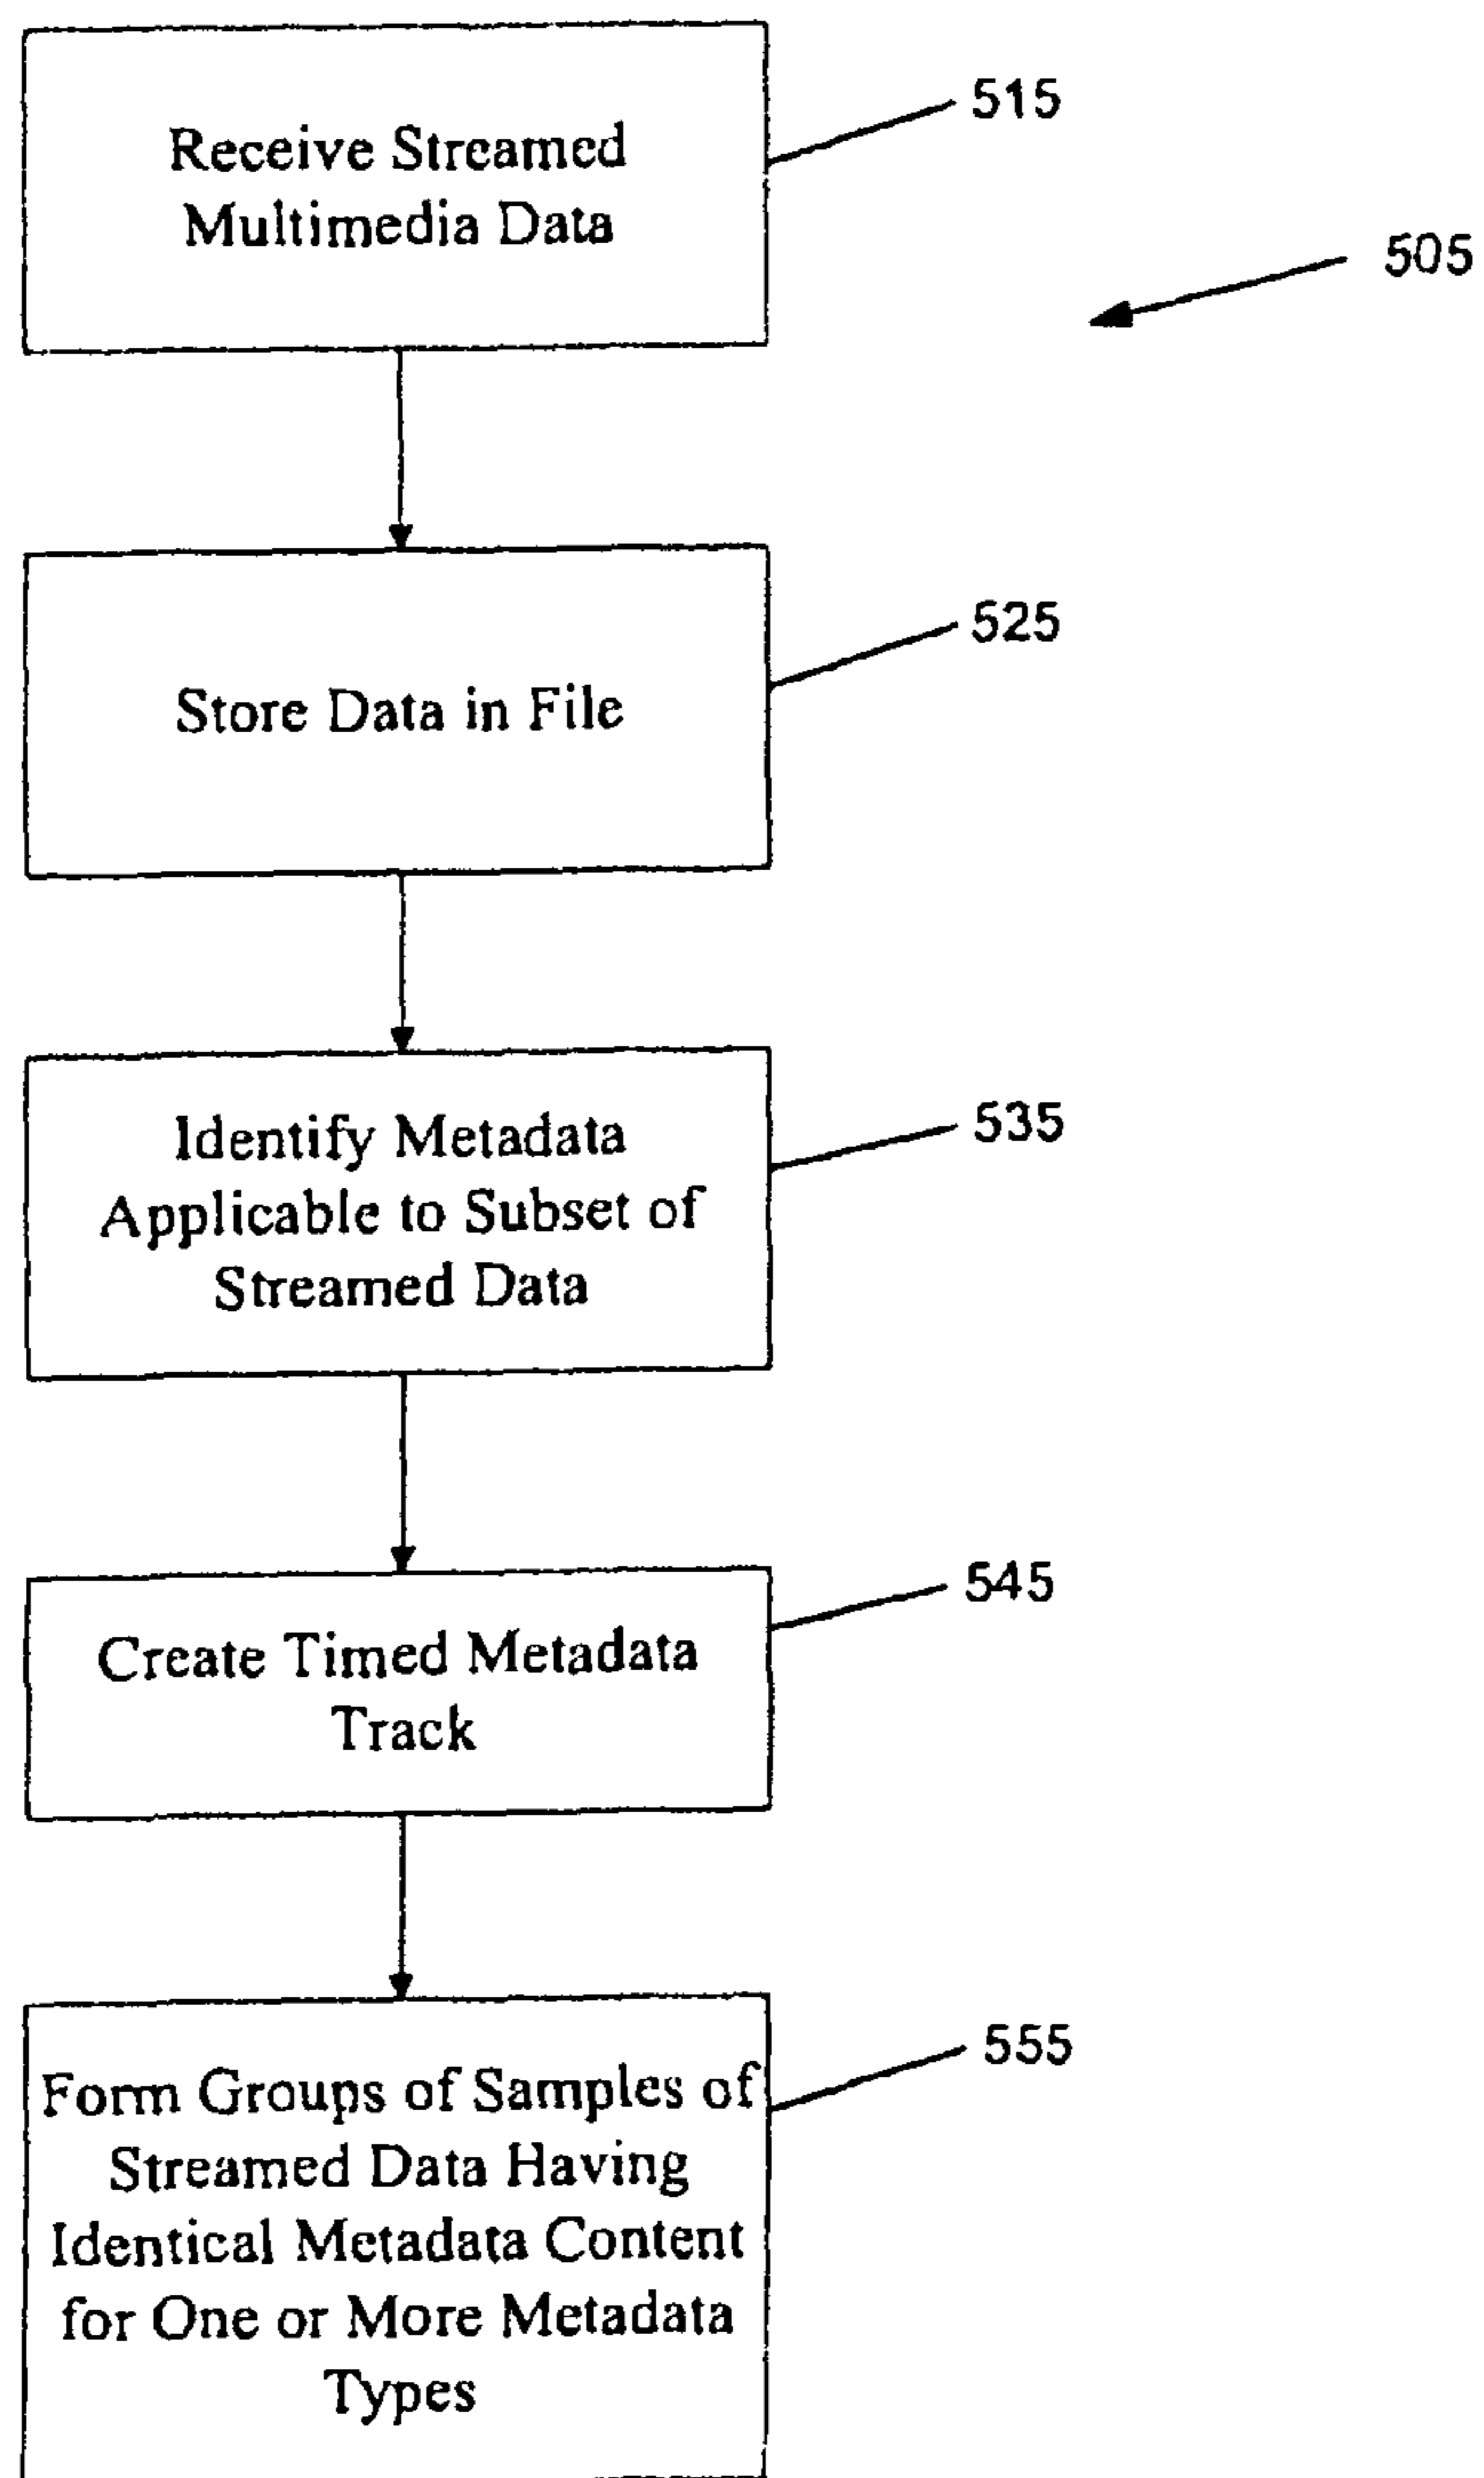 Receive Streamed
Multimedia Data
515
505
Store Data in File
525
Identify Metadata
Applicable to Subset of
Streamed Data
535
Create Timed Metadata
Track
545
Form Groups of Samples of
Streamed Data Having
Identical Metadata Content
for One or More Metadata
Types
555